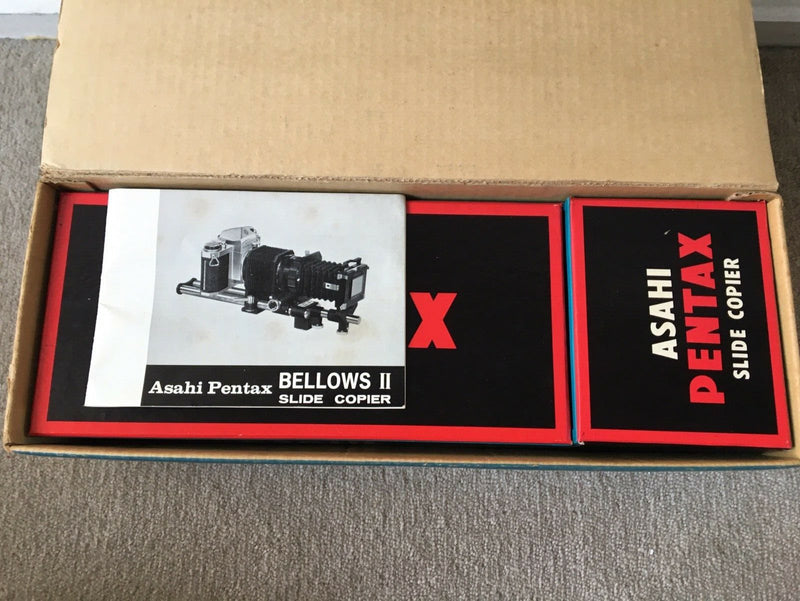 Asahi Pentax BELLOWS II
SLIDE COPIER
X
ASAHI
PENTAX
SLIDE COPIER